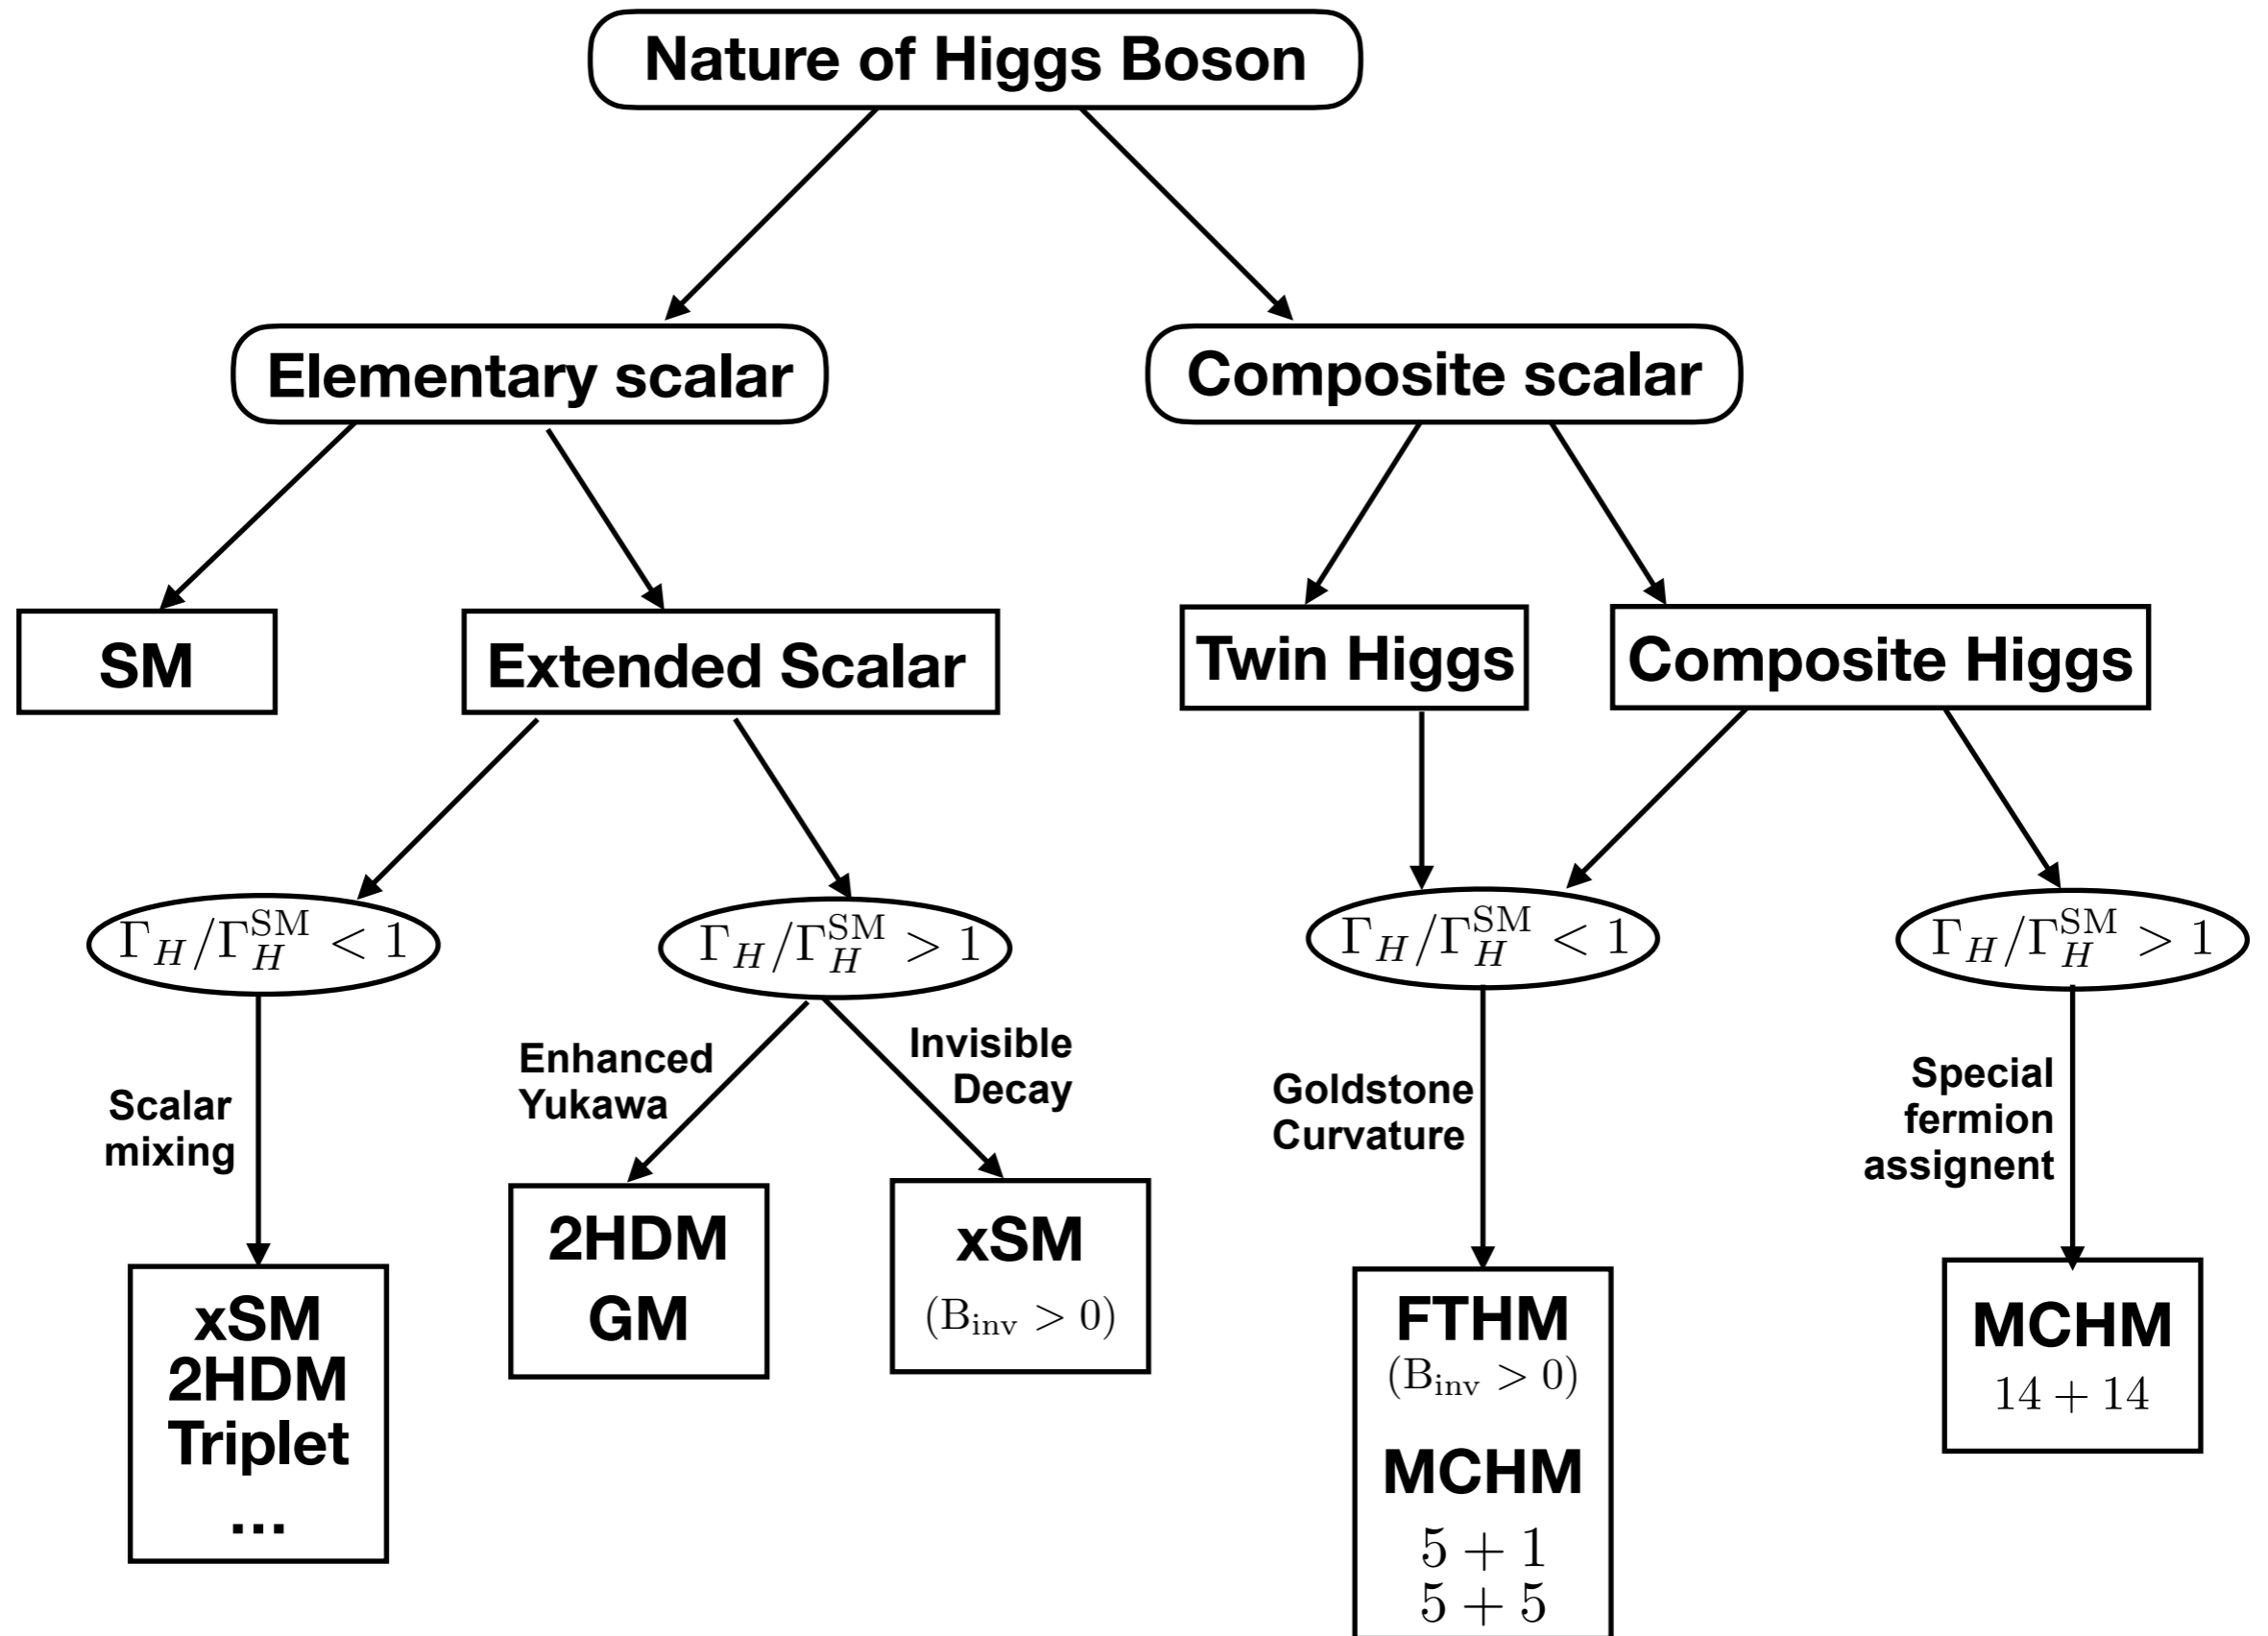 Nature of Higgs Boson
Elementary scalar
Composite scalar
SM
Extended Scalar
Twin Higgs
Composite Higgs
Γ_H/Γ_H^SM < 1
Γ_H/Γ_H^SM > 1
Γ_H/Γ_H^SM < 1
Γ_H/Γ_H^SM > 1
Scalar
mixing
Enhanced
Yukawa
Invisible
Decay
Goldstone
Curvature
Special
fermion
assignent
xSM
2HDM
Triplet
...
2HDM
GM
xSM
(B_inv > 0)
FTHM
(B_inv > 0)
MCHM
5 + 1
5 + 5
MCHM
14 + 14